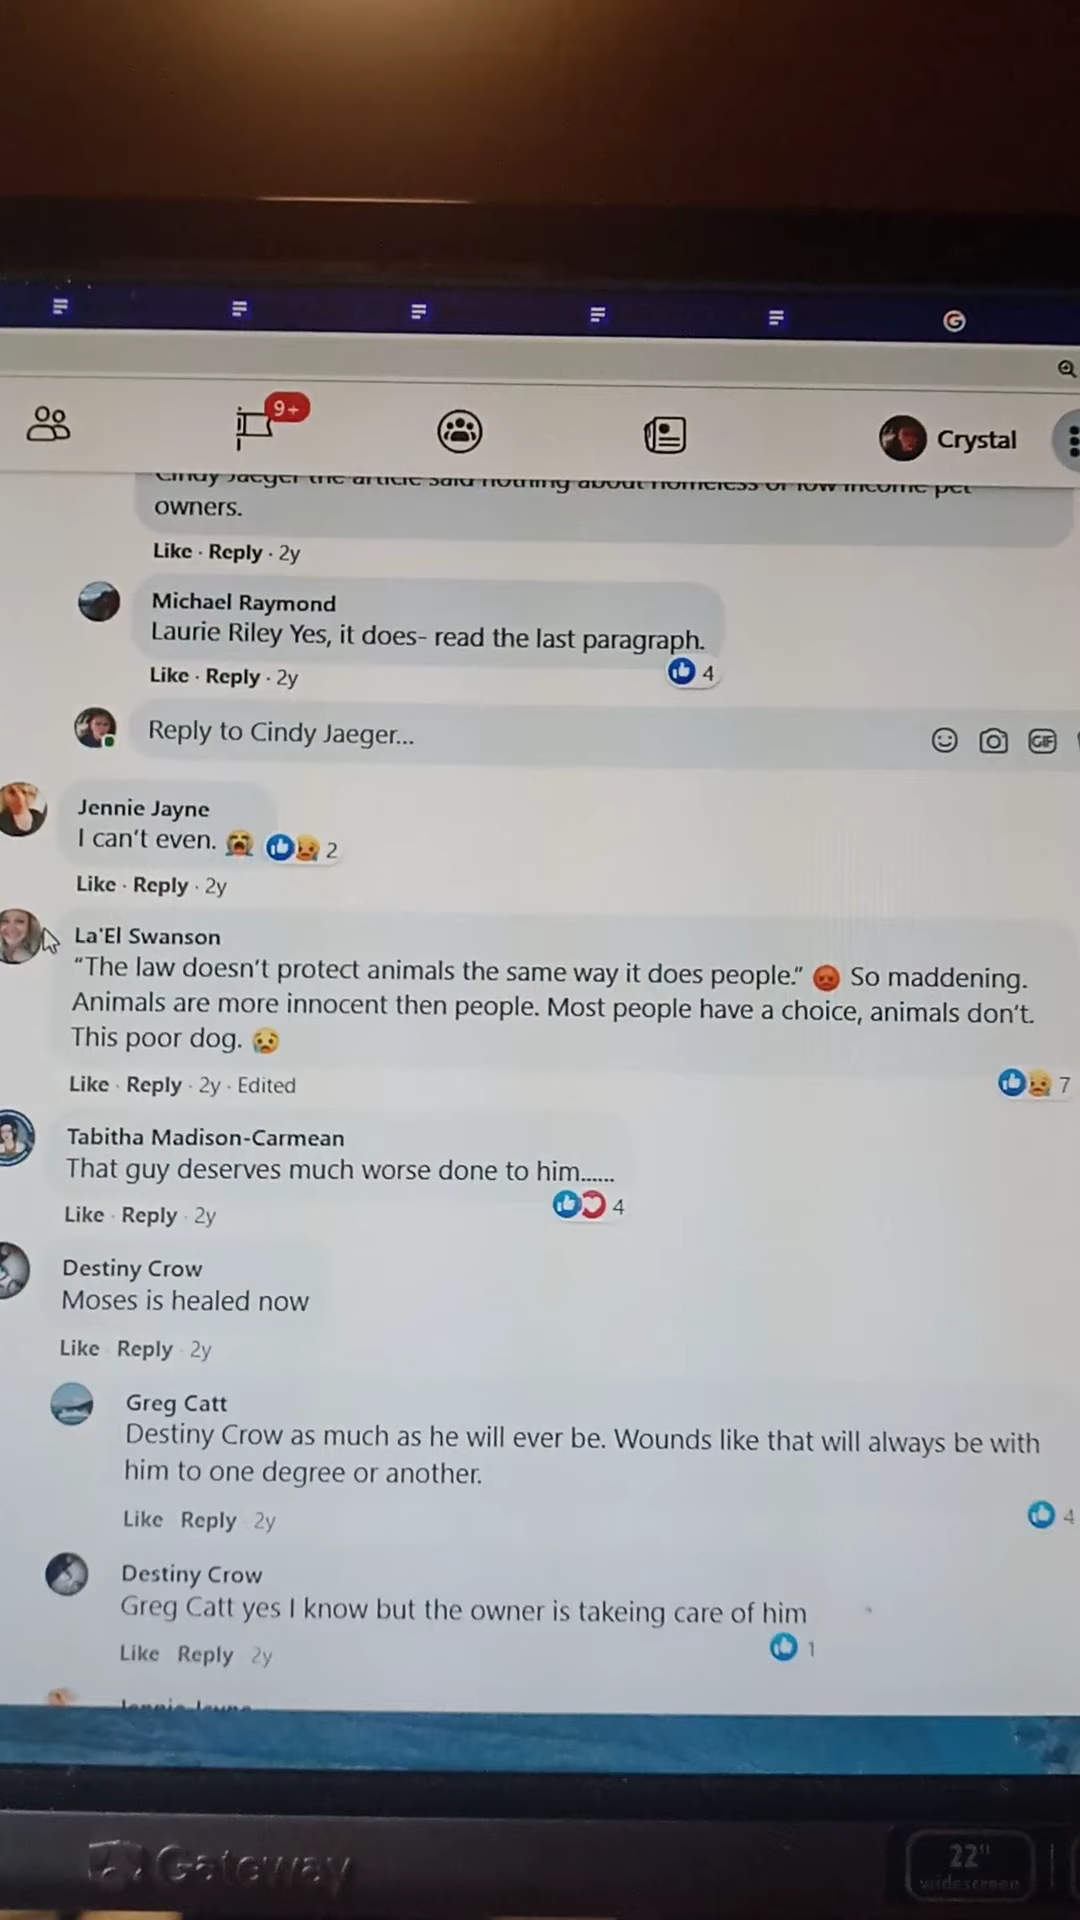 9+
Crystal
Cindy Jaeger the article said nothing about homeless or low income pet
owners.
Like · Reply · 2y
Michael Raymond
Laurie Riley Yes, it does- read the last paragraph.
Like · Reply · 2y
4
Reply to Cindy Jaeger...
GIF
Jennie Jayne
I can't even. 😭
2
Like · Reply · 2y
La'El Swanson
"The law doesn't protect animals the same way it does people." 😡 So maddening.
Animals are more innocent then people. Most people have a choice, animals don't.
This poor dog. 😥
Like · Reply · 2y · Edited
7
Tabitha Madison-Carmean
That guy deserves much worse done to him......
Like · Reply · 2y
4
Destiny Crow
Moses is healed now
Like Reply · 2y
Greg Catt
Destiny Crow as much as he will ever be. Wounds like that will always be with
him to one degree or another.
Like Reply 2y
4
Destiny Crow
Greg Catt yes I know but the owner is takeing care of him
Like Reply 2y
1
Jennie Jayne
Gateway
22"
widescreen